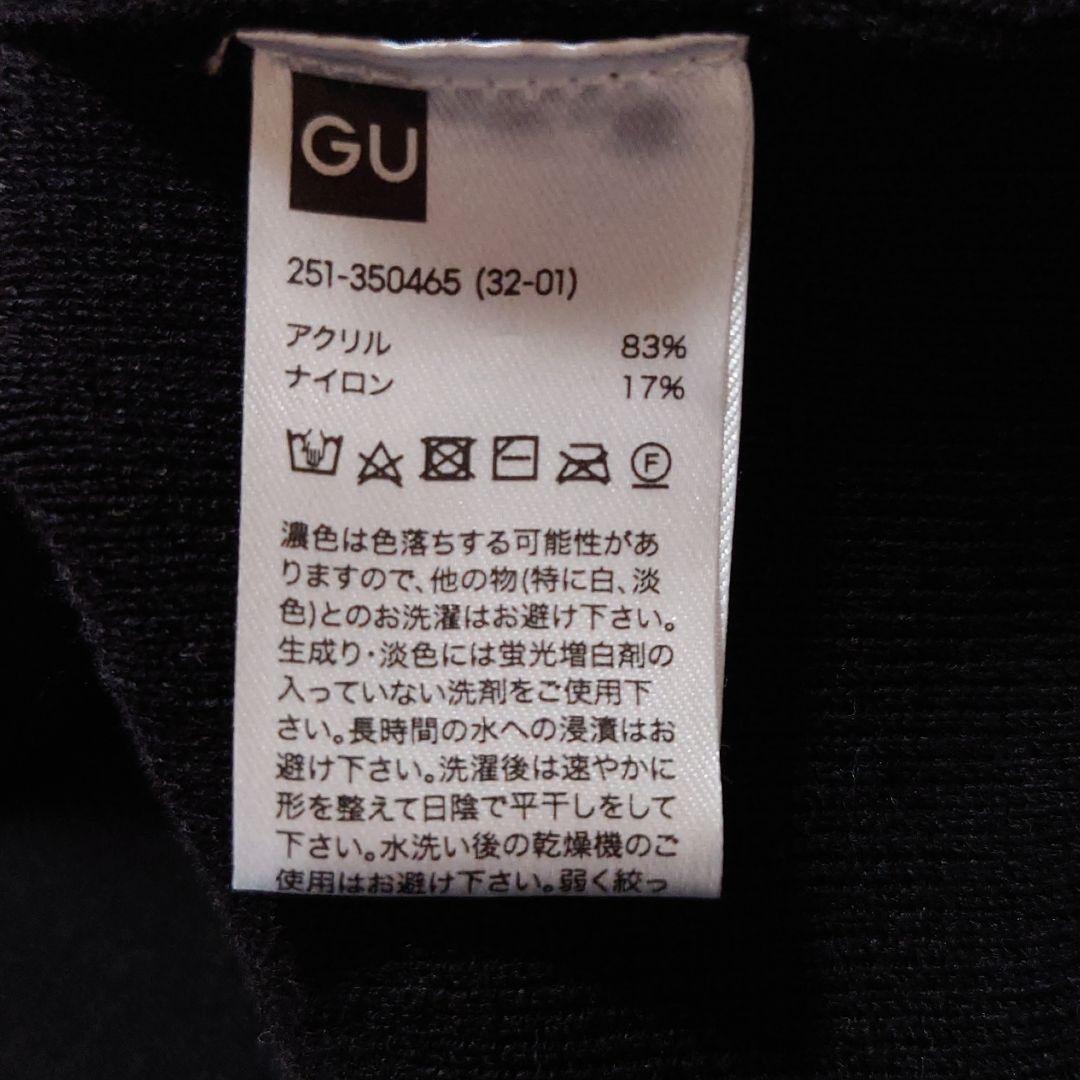 GU
251-350465 (32-01)
アクリル 83%
ナイロン 17%
F
濃色は色落ちする可能性があ
りますので、他の物(特に白、淡
色)とのお洗濯はお避け下さい。
生成り・淡色には蛍光増白剤の
入っていない洗剤をご使用下
さい。長時間の水への浸漬はお
避け下さい。洗濯後は速やかに
形を整えて日陰で平干しをして
下さい。水洗い後の乾燥機のご
使用はお避け下さい。弱く絞っ